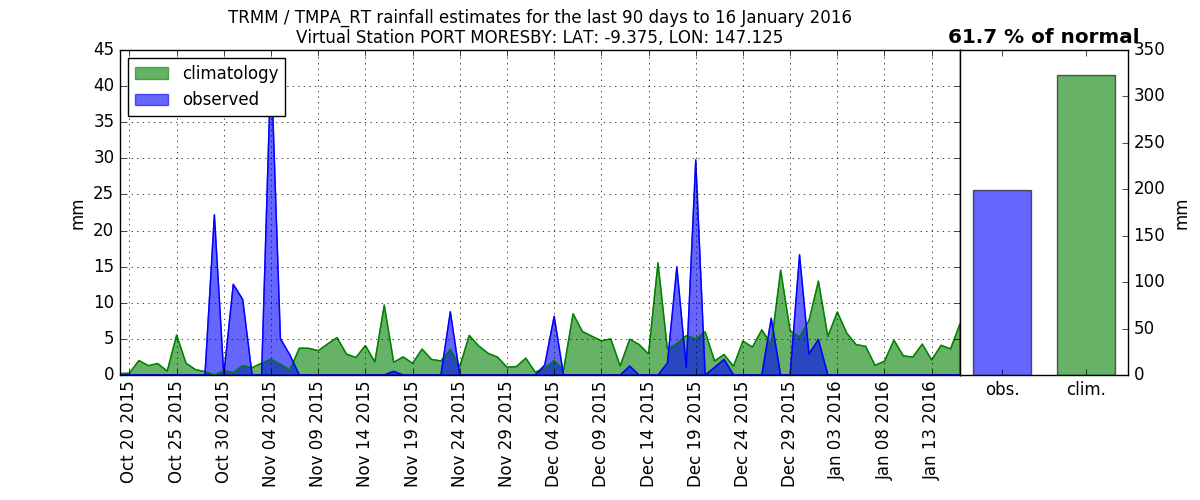 TRMM / TMPA_RT rainfall estimates for the last 90 days to 16 January 2016
Virtual Station PORT MORESBY: LAT: -9.375, LON: 147.125
61.7 % of normal
climatology
observed
mm
45
40
35
30
25
20
15
10
5
0
Oct 20 2015
Oct 25 2015
Oct 30 2015
Nov 04 2015
Nov 09 2015
Nov 14 2015
Nov 19 2015
Nov 24 2015
Nov 29 2015
Dec 04 2015
Dec 09 2015
Dec 14 2015
Dec 19 2015
Dec 24 2015
Dec 29 2015
Jan 03 2016
Jan 08 2016
Jan 13 2016
obs.
clim.
350
300
250
200
150
100
50
0
mm